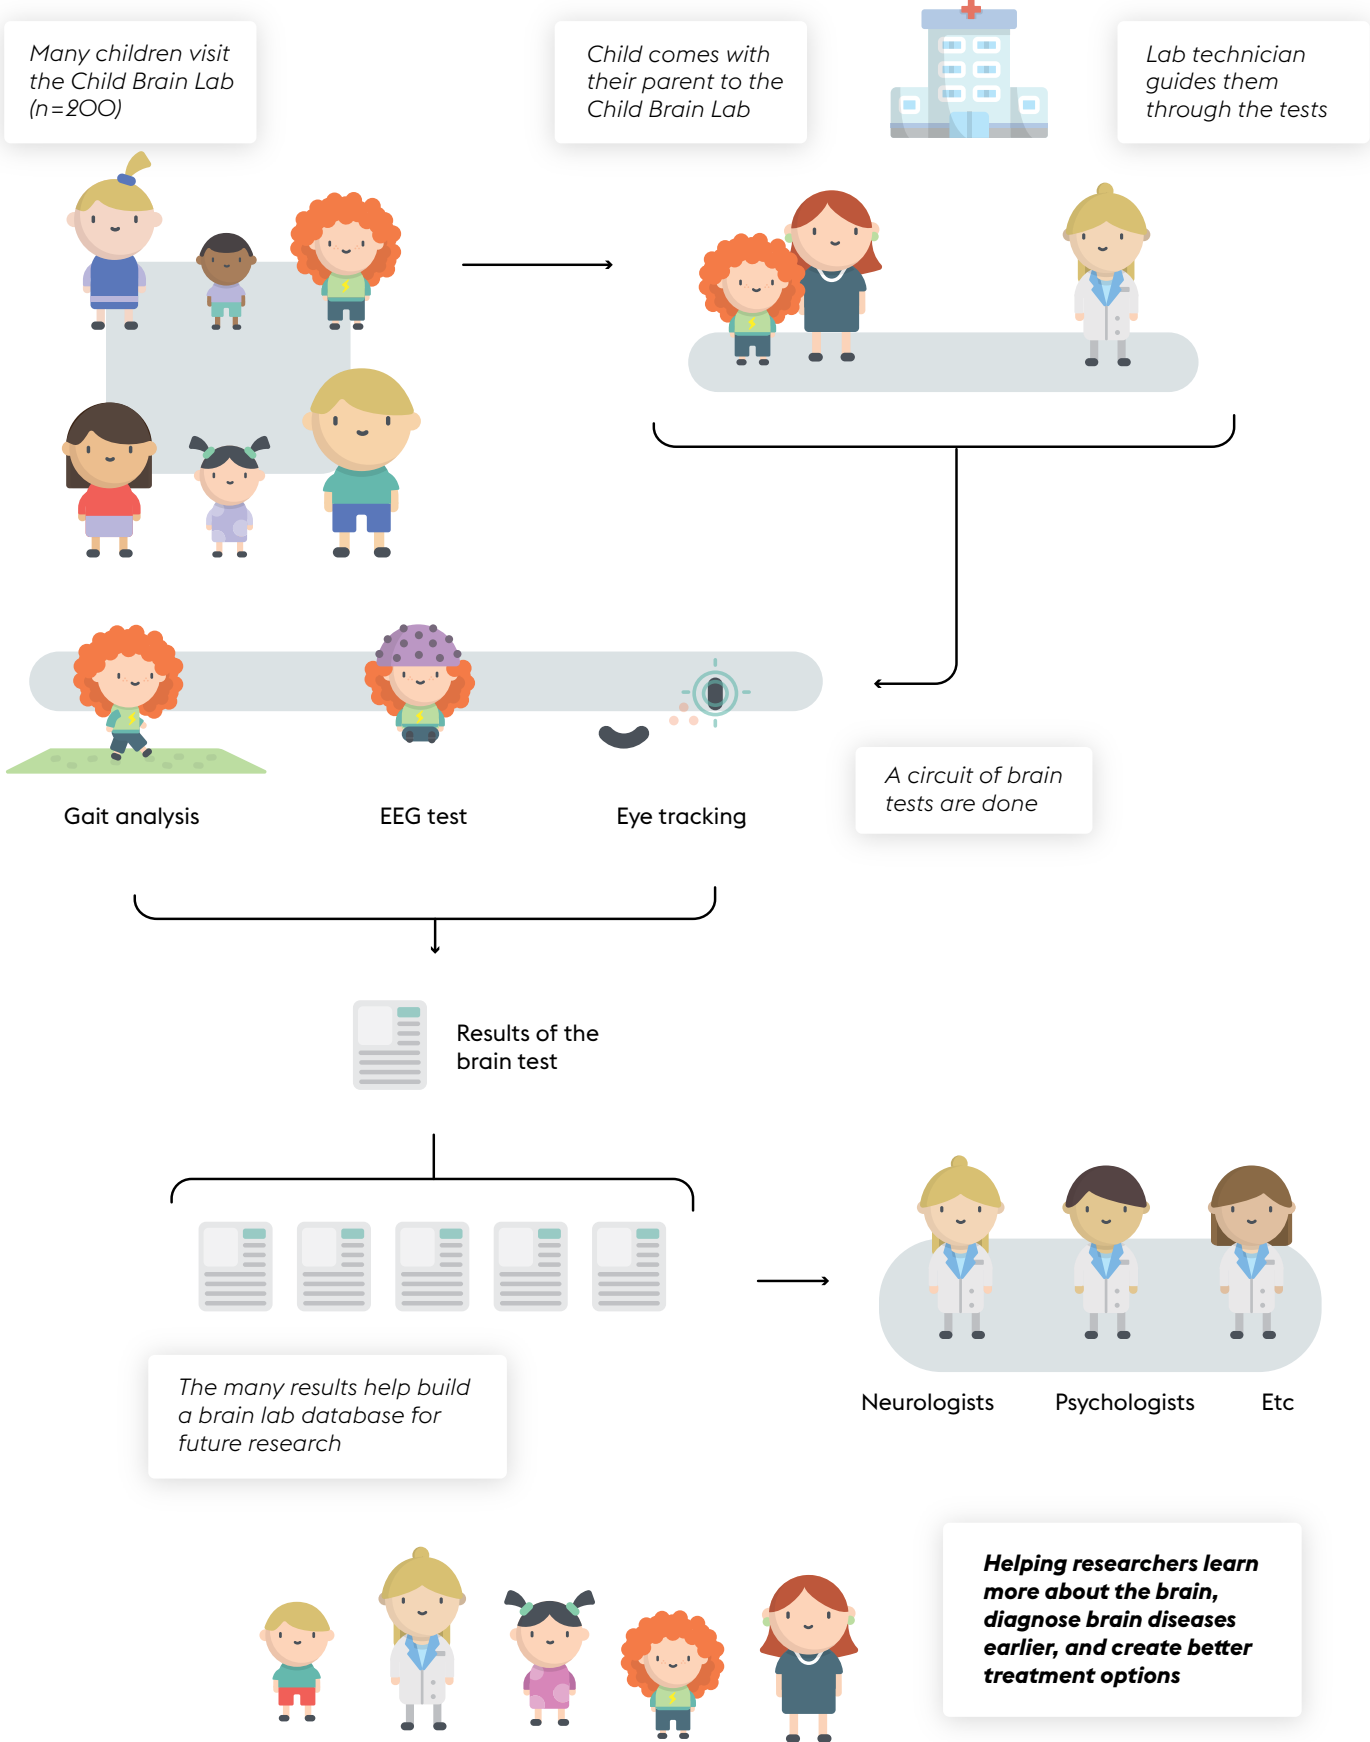 Many children visit
the Child Brain Lab
(n=200)
Child comes with
their parent to the
Child Brain Lab
Lab technician
guides them
through the tests
Gait analysis
EEG test
Eye tracking
A circuit of brain
tests are done
Results of the
brain test
The many results help build
a brain lab database for
future research
Neurologists
Psychologists
Etc
Helping researchers learn
more about the brain,
diagnose brain diseases
earlier, and create better
treatment options